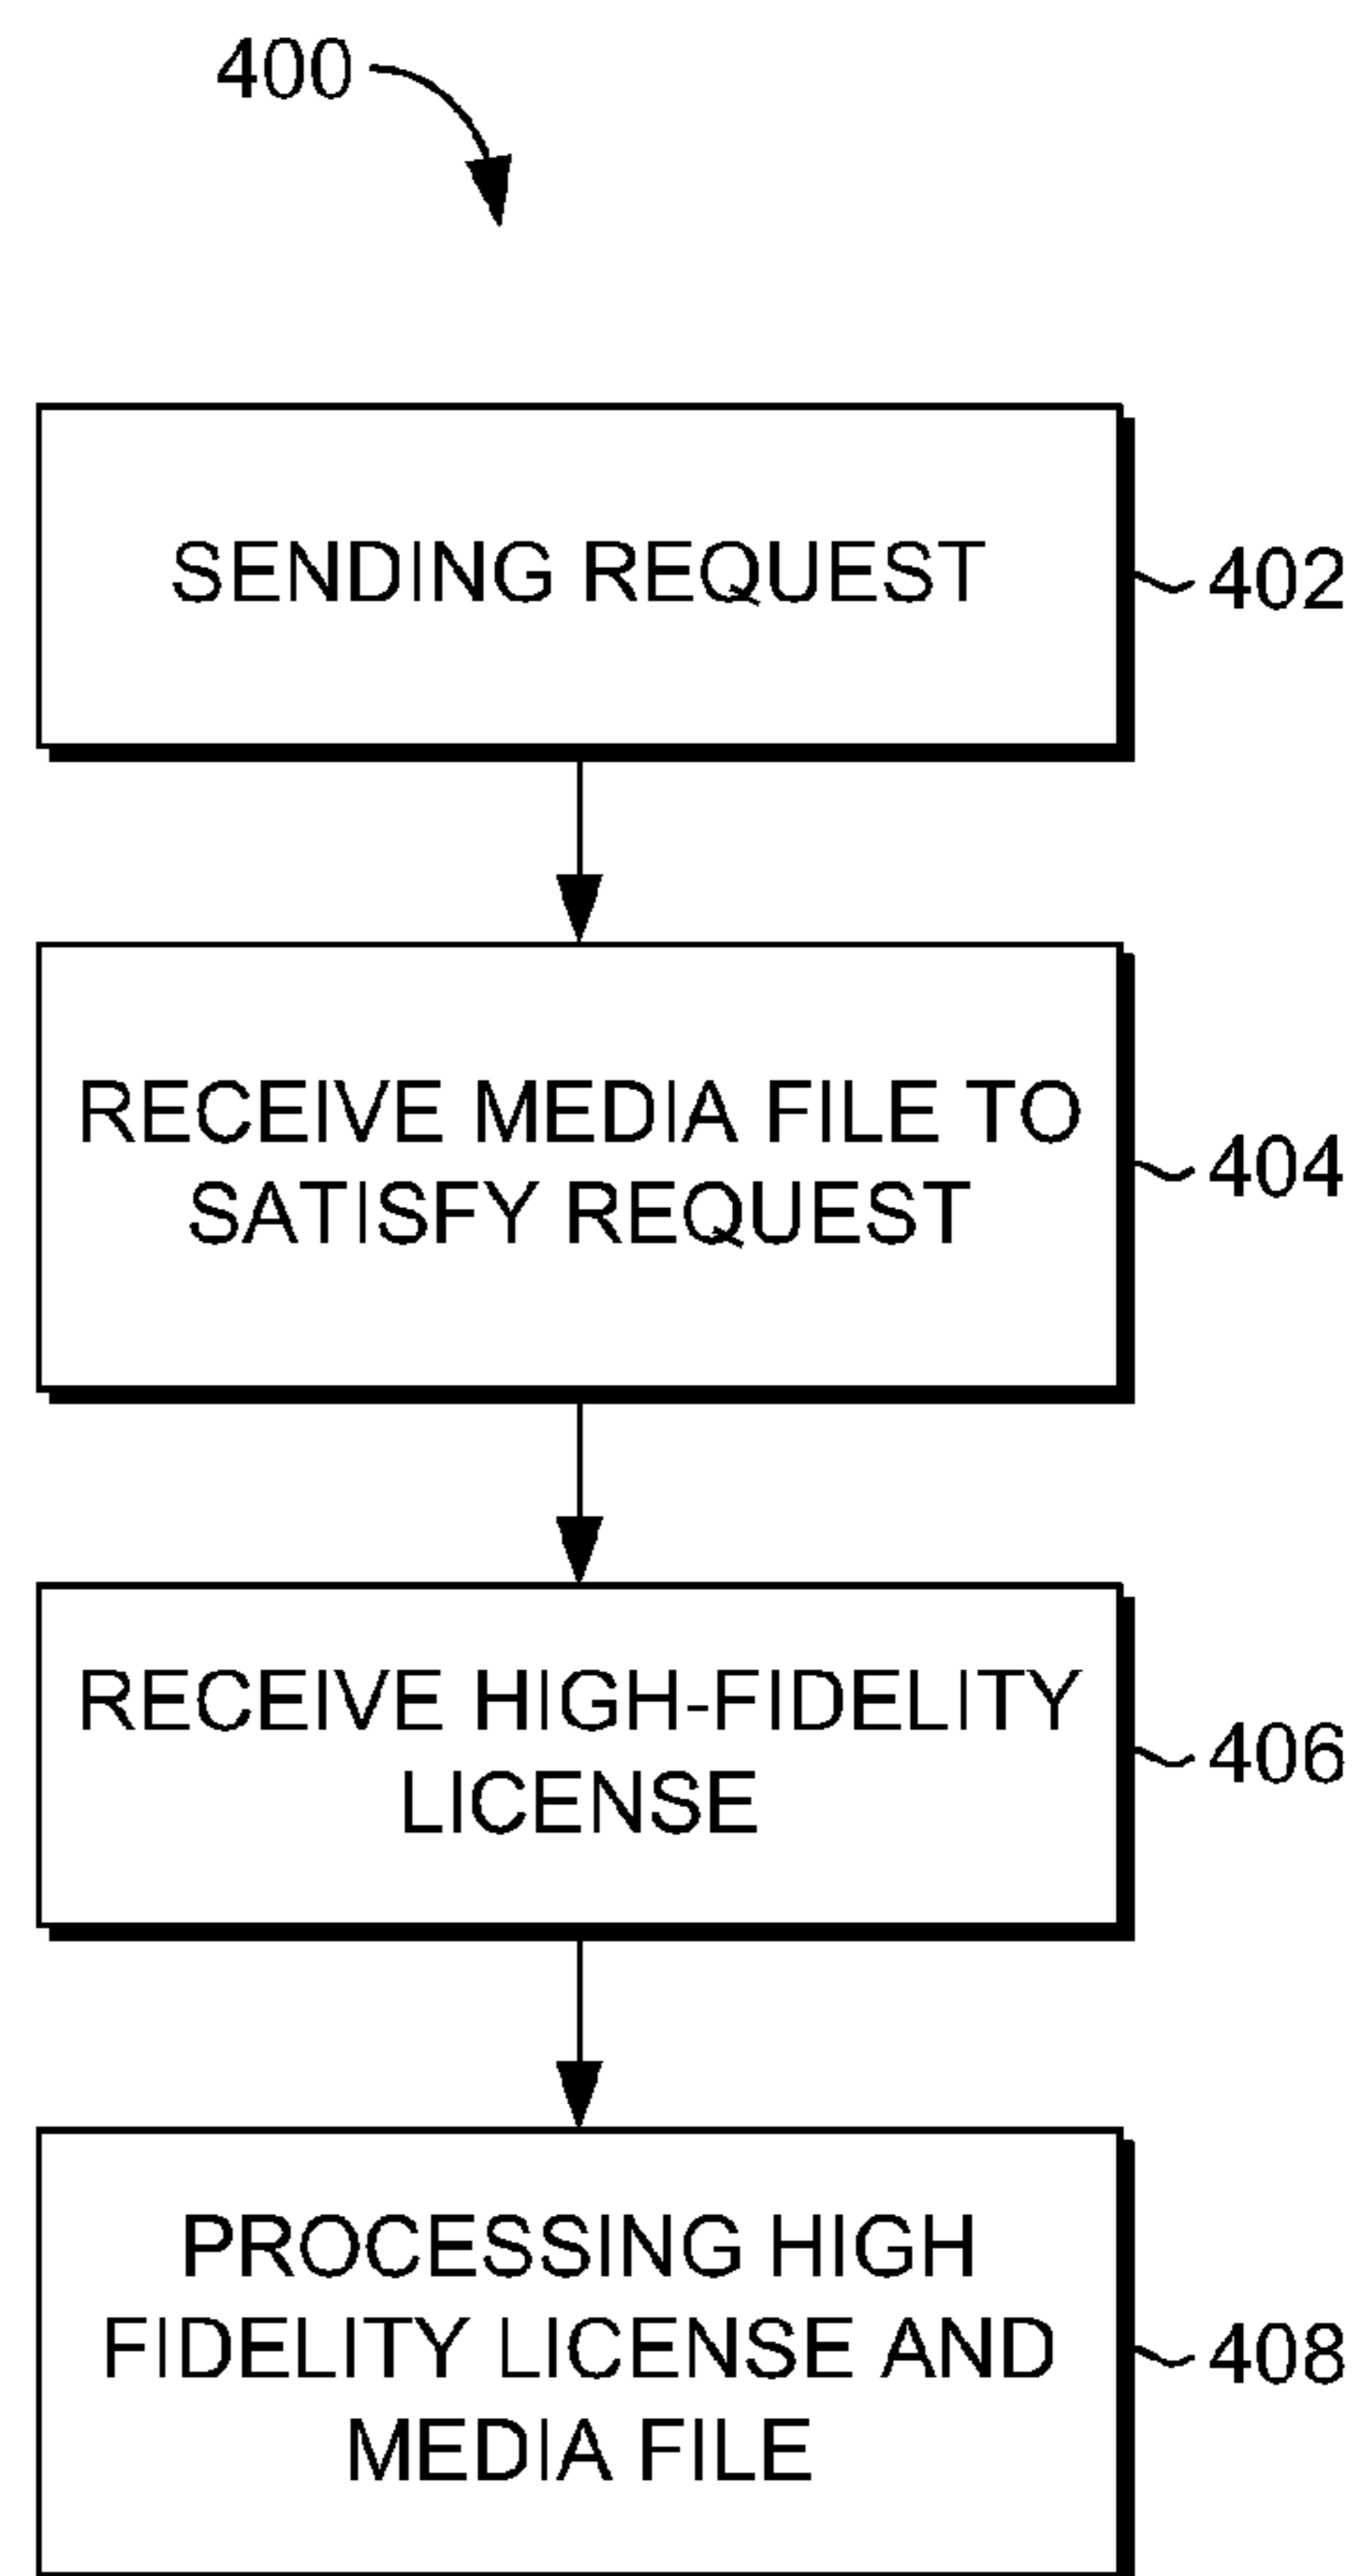 400
SENDING REQUEST
402
RECEIVE MEDIA FILE TO
SATISFY REQUEST
404
RECEIVE HIGH-FIDELITY
LICENSE
406
PROCESSING HIGH
FIDELITY LICENSE AND
MEDIA FILE
408